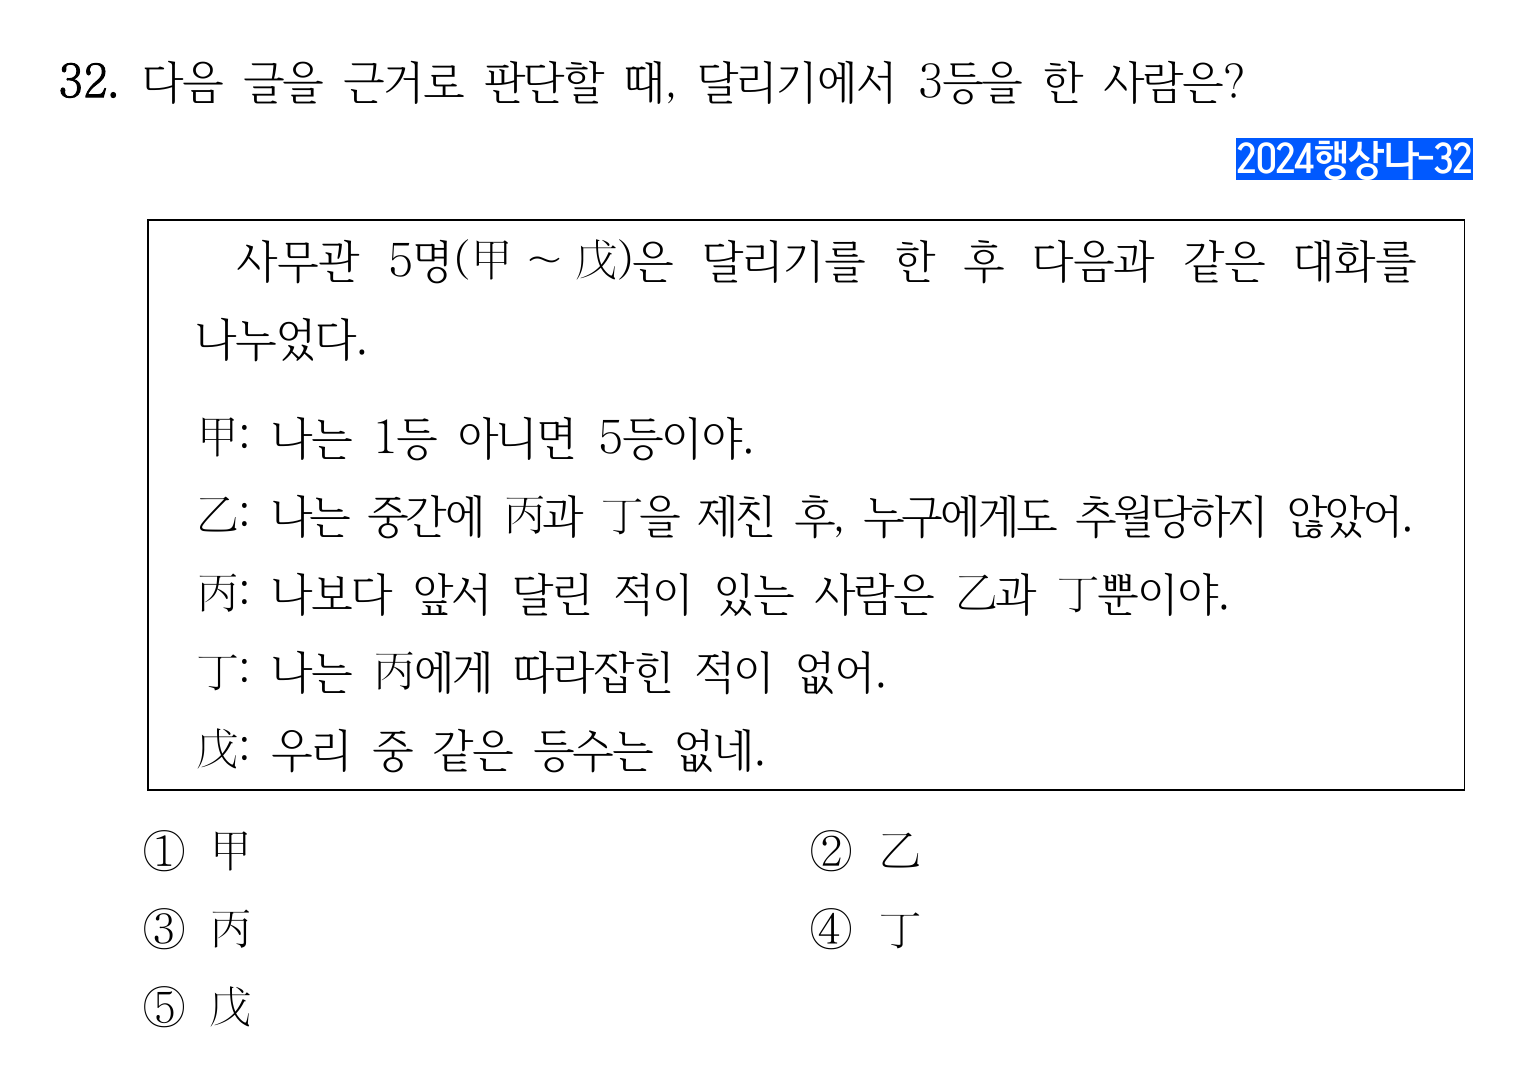 32. 다음 글을 근거로 판단할 때, 달리기에서 3등을 한 사람은?
2024행상나-32
사무관 5명(甲 ~ 戊)은 달리기를 한 후 다음과 같은 대화를
나누었다.
甲: 나는 1등 아니면 5등이야.
乙: 나는 중간에 丙과 丁을 제친 후, 누구에게도 추월당하지 않았어.
丙: 나보다 앞서 달린 적이 있는 사람은 乙과 丁뿐이야.
丁: 나는 丙에게 따라잡힌 적이 없어.
戊: 우리 중 같은 등수는 없네.
① 甲 ② 乙
③ 丙 ④ 丁
⑤ 戊